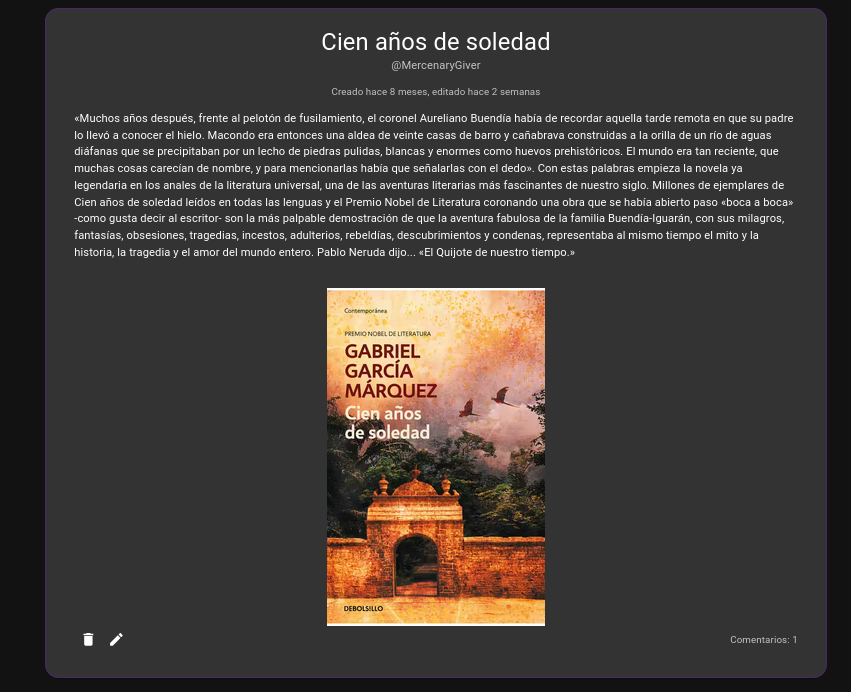 Cien años de soledad
@MercenaryGiver
Creado hace 8 meses, editado hace 2 semanas
«Muchos años después, frente al pelotón de fusilamiento, el coronel Aureliano Buendía había de recordar aquella tarde remota en que su padre
lo llevó a conocer el hielo. Macondo era entonces una aldea de veinte casas de barro y cañabrava construidas a la orilla de un río de aguas
diáfanas que se precipitaban por un lecho de piedras pulidas, blancas y enormes como huevos prehistóricos. El mundo era tan reciente, que
muchas cosas carecían de nombre, y para mencionarlas había que señalarlas con el dedo». Con estas palabras empieza la novela ya
legendaria en los anales de la literatura universal, una de las aventuras literarias más fascinantes de nuestro siglo. Millones de ejemplares de
Cien años de soledad leídos en todas las lenguas y el Premio Nobel de Literatura coronando una obra que se había abierto paso «boca a boca»
-como gusta decir al escritor- son la más palpable demostración de que la aventura fabulosa de la familia Buendía-Iguarán, con sus milagros,
fantasías, obsesiones, tragedias, incestos, adulterios, rebeldías, descubrimientos y condenas, representaba al mismo tiempo el mito y la
historia, la tragedia y el amor del mundo entero. Pablo Neruda dijo... «El Quijote de nuestro tiempo.»
Contemporánea
PREMIO NOBEL DE LITERATURA
GABRIEL
GARCÍA
MÁRQUEZ
Cien años
de soledad
DEBOLS!LLO
Comentarios: 1